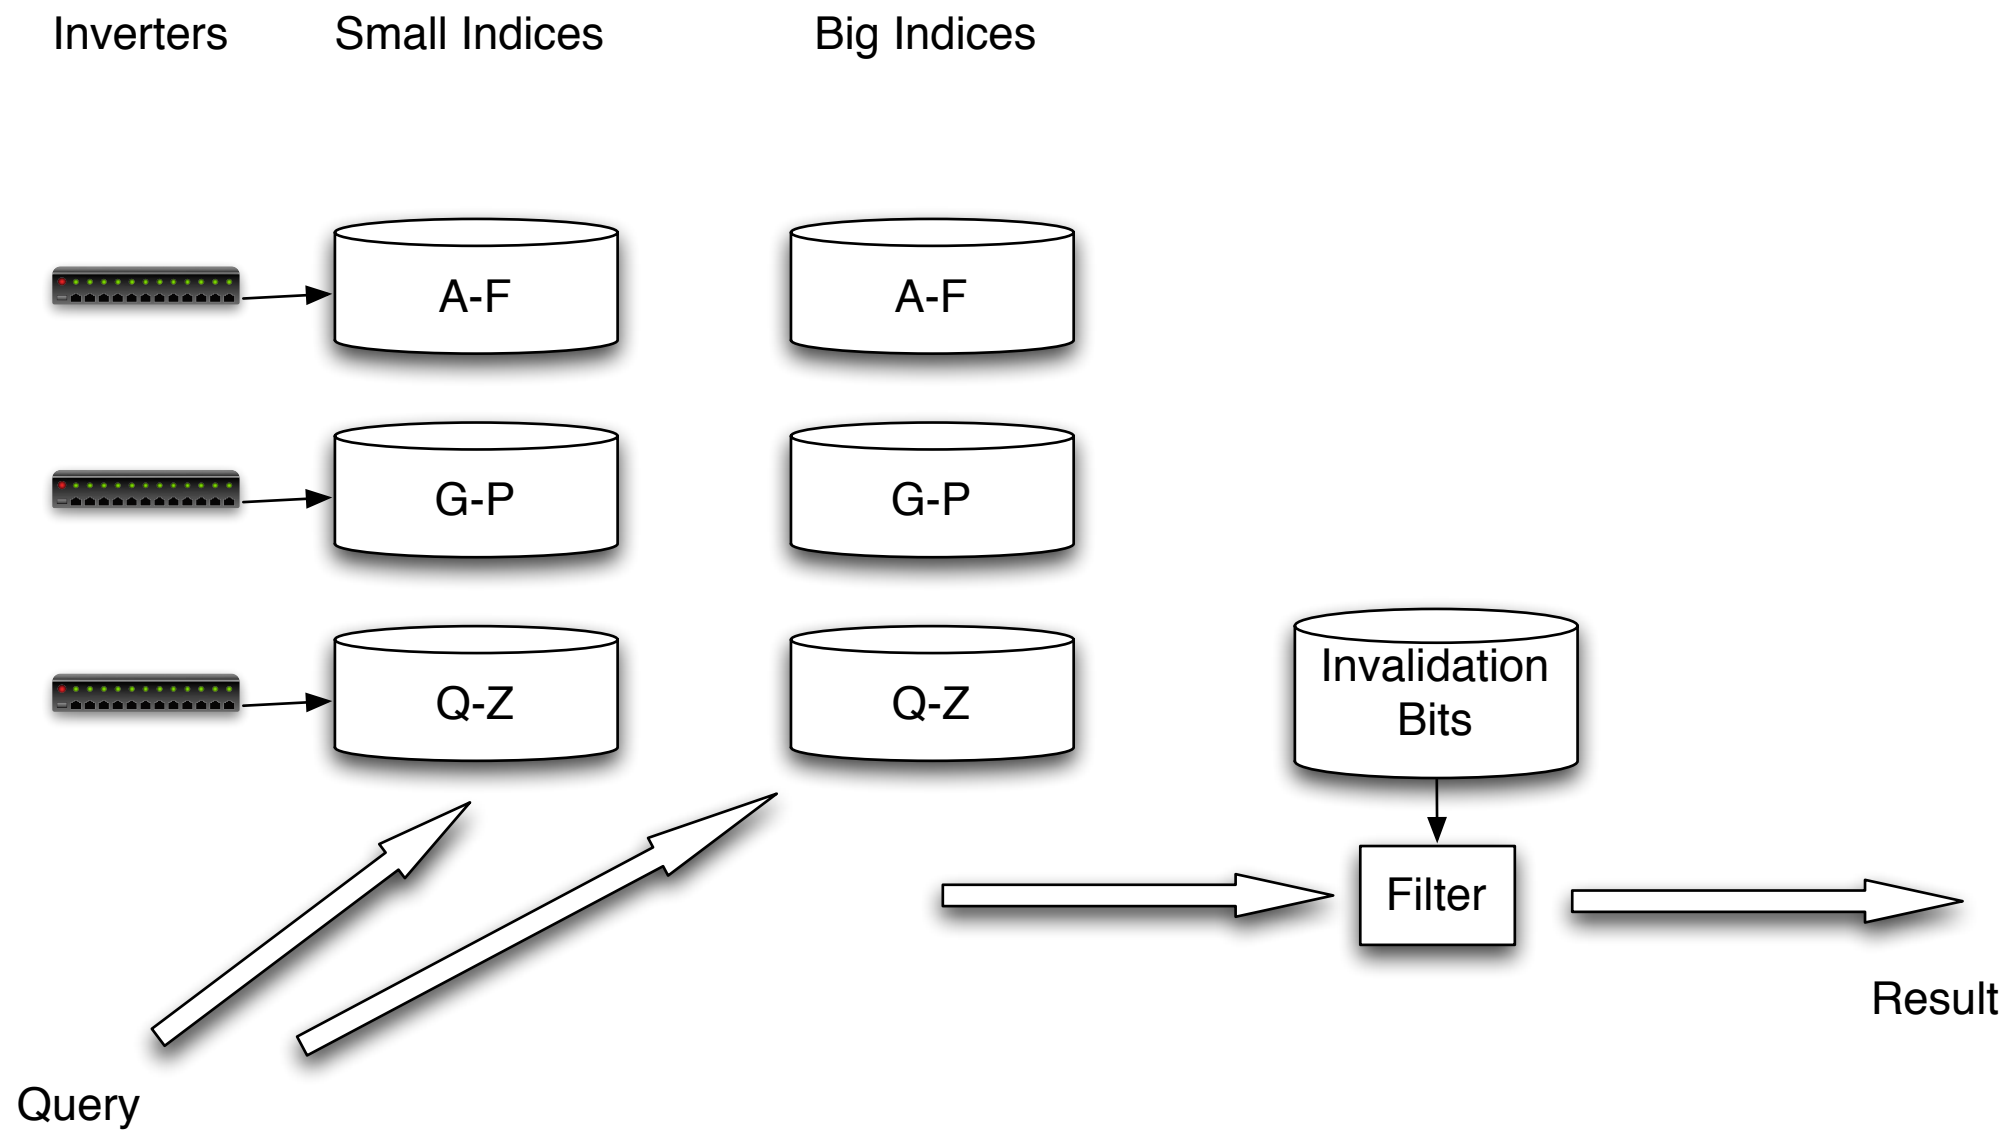 Inverters
Small Indices
Big Indices
A-F
A-F
G-P
G-P
Q-Z
Q-Z
Invalidation
Bits
Filter
Result
Query